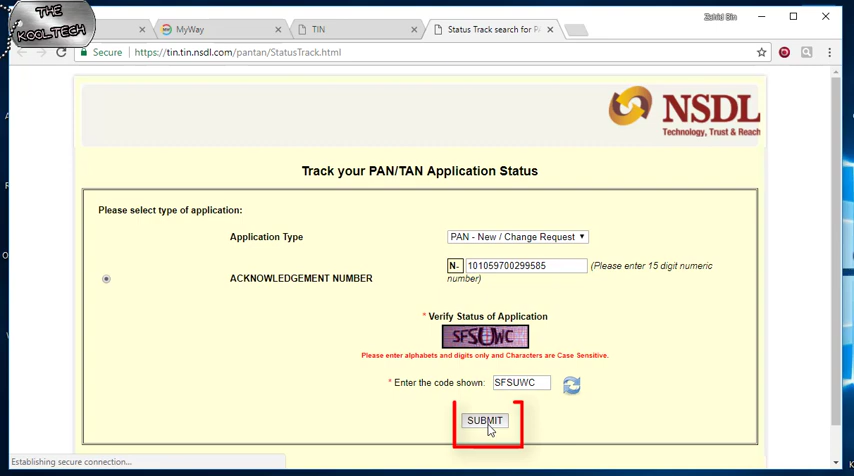 THE
KOOLTECH
MyWay
TIN
Status Track search for PA
Zahid Bin
Secure
https://tin.tin.nsdl.com/pantan/StatusTrack.html
NSDL
Technology, Trust & Reach
Track your PAN/TAN Application Status
Please select type of application:
Application Type
PAN - New / Change Request
N-
101059700299585
(Please enter 15 digit numeric
number)
ACKNOWLEDGEMENT NUMBER
* Verify Status of Application
SFSUWC
Please enter alphabets and digits only and Characters are Case Sensitive.
* Enter the code shown:
SFSUWC
SUBMIT
Establishing secure connection...